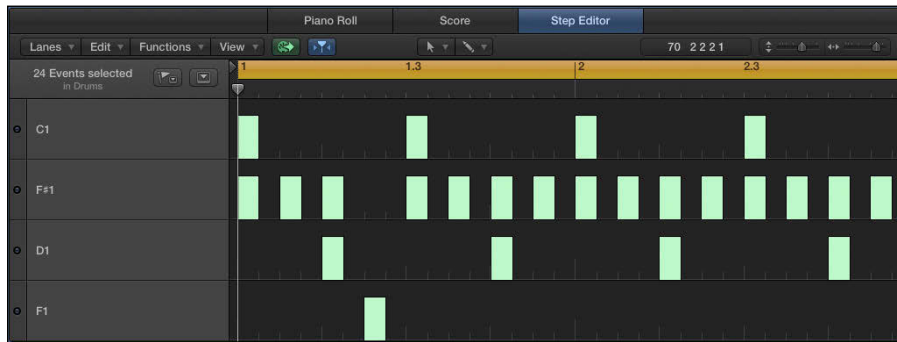 Piano Roll Score Step Editor
Lanes Edit Functions View 70 2 2 2 1
24 Events selected 1 1.3 2 2.3
in Drums
C1
F♯1
D1
F1